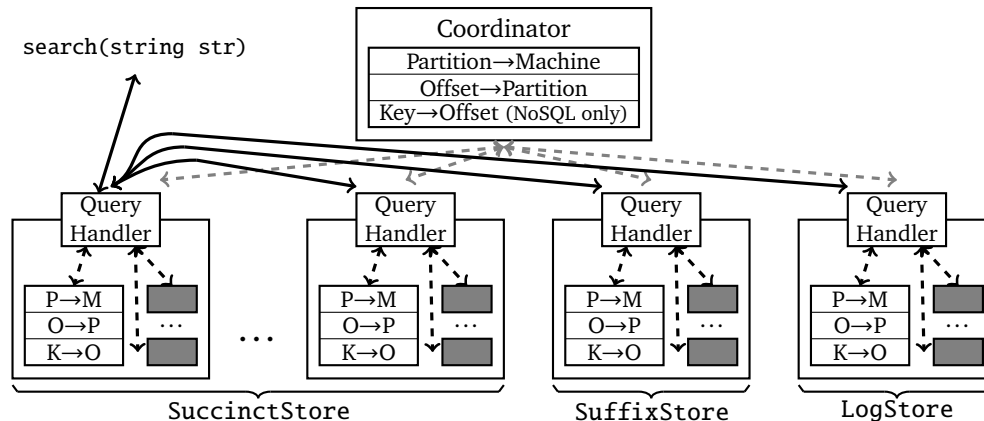 Coordinator
search(string str)
Partition→Machine
Offset→Partition
Key→Offset (NoSQL only)
Query
Handler
Query
Handler
Query
Handler
Query
Handler
P→M
O→P
K→O
...
...
P→M
O→P
K→O
...
P→M
O→P
K→O
...
P→M
O→P
K→O
...
SuccinctStore
SuffixStore
LogStore